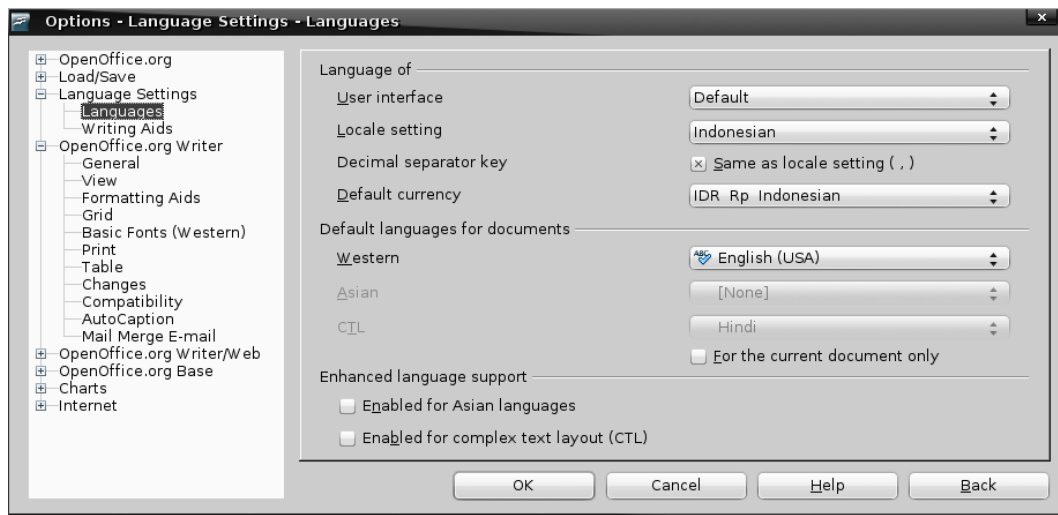 Options - Language Settings - Languages
OpenOffice.org
Load/Save
Language Settings
Languages
Writing Aids
OpenOffice.org Writer
General
View
Formatting Aids
Grid
Basic Fonts (Western)
Print
Table
Changes
Compatibility
AutoCaption
Mail Merge E-mail
OpenOffice.org Writer/Web
OpenOffice.org Base
Charts
Internet
Language of
User interface Default
Locale setting Indonesian
Decimal separator key Same as locale setting ( , )
Default currency IDR Rp Indonesian
Default languages for documents
Western ABC English (USA)
Asian [None]
CTL Hindi
For the current document only
Enhanced language support
Enabled for Asian languages
Enabled for complex text layout (CTL)
OK Cancel Help Back